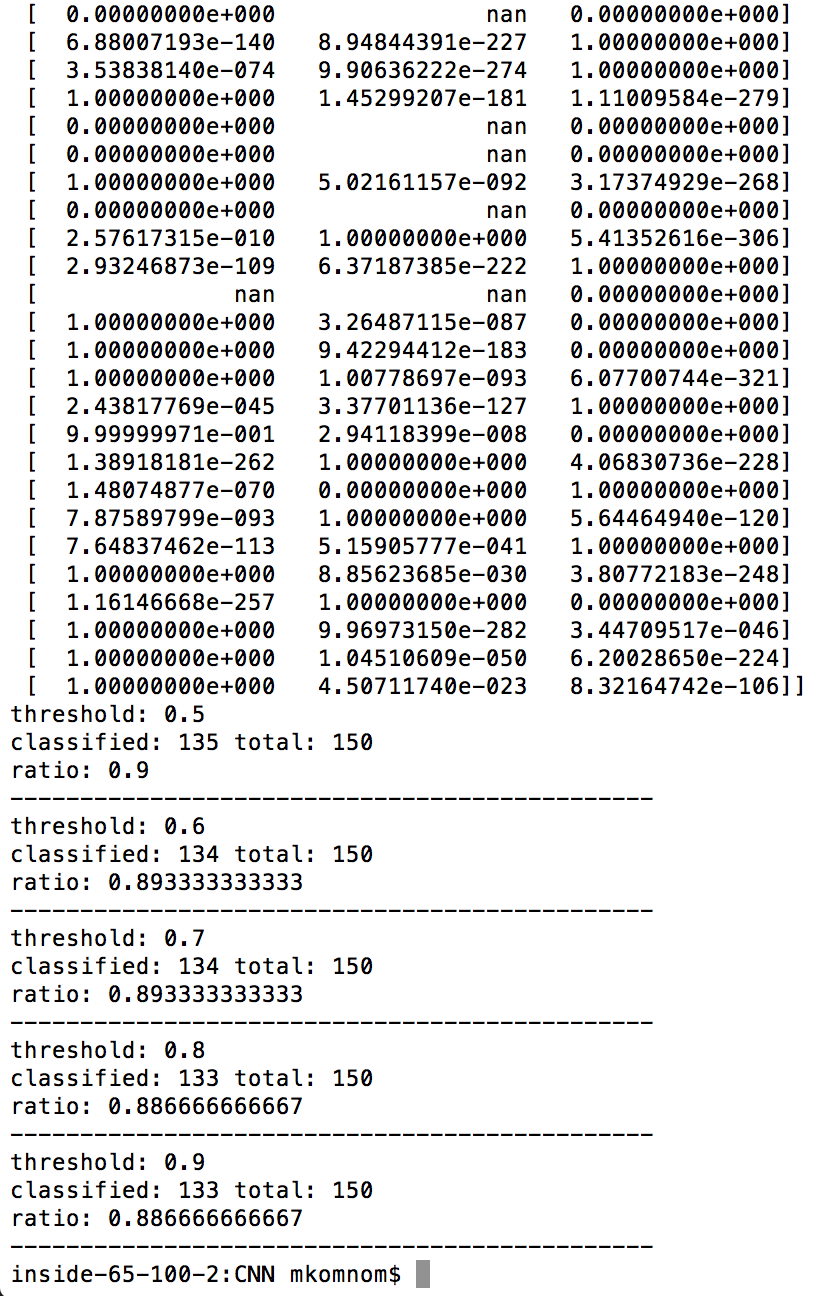 [  0.00000000e+000               nan   0.00000000e+000]
[  6.88007193e-140   8.94844391e-227   1.00000000e+000]
[  3.53838140e-074   9.90636222e-274   1.00000000e+000]
[  1.00000000e+000   1.45299207e-181   1.11009584e-279]
[  0.00000000e+000               nan   0.00000000e+000]
[  0.00000000e+000               nan   0.00000000e+000]
[  1.00000000e+000   5.02161157e-092   3.17374929e-268]
[  0.00000000e+000               nan   0.00000000e+000]
[  2.57617315e-010   1.00000000e+000   5.41352616e-306]
[  2.93246873e-109   6.37187385e-222   1.00000000e+000]
[              nan               nan   0.00000000e+000]
[  1.00000000e+000   3.26487115e-087   0.00000000e+000]
[  1.00000000e+000   9.42294412e-183   0.00000000e+000]
[  1.00000000e+000   1.00778697e-093   6.07700744e-321]
[  2.43817769e-045   3.37701136e-127   1.00000000e+000]
[  9.99999971e-001   2.94118399e-008   0.00000000e+000]
[  1.38918181e-262   1.00000000e+000   4.06830736e-228]
[  1.48074877e-070   0.00000000e+000   1.00000000e+000]
[  7.87589799e-093   1.00000000e+000   5.64464940e-120]
[  7.64837462e-113   5.15905777e-041   1.00000000e+000]
[  1.00000000e+000   8.85623685e-030   3.80772183e-248]
[  1.16146668e-257   1.00000000e+000   0.00000000e+000]
[  1.00000000e+000   9.96973150e-282   3.44709517e-046]
[  1.00000000e+000   1.04510609e-050   6.20028650e-224]
[  1.00000000e+000   4.50711740e-023   8.32164742e-106]]
threshold: 0.5
classified: 135 total: 150
ratio: 0.9
----------------------------------------------
threshold: 0.6
classified: 134 total: 150
ratio: 0.893333333333
----------------------------------------------
threshold: 0.7
classified: 134 total: 150
ratio: 0.893333333333
----------------------------------------------
threshold: 0.8
classified: 133 total: 150
ratio: 0.886666666667
----------------------------------------------
threshold: 0.9
classified: 133 total: 150
ratio: 0.886666666667
----------------------------------------------
inside-65-100-2:CNN mkomnom$